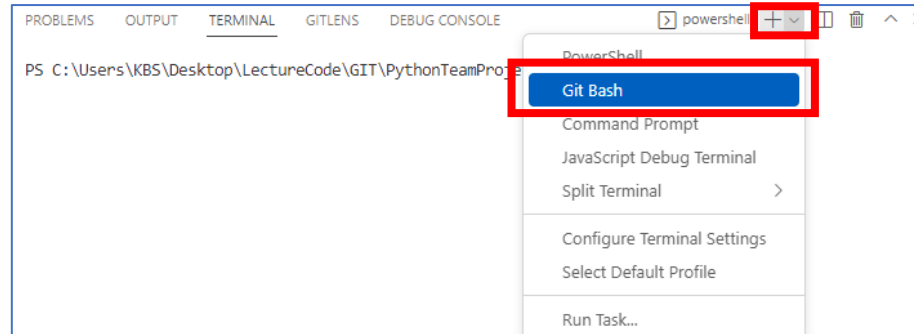 PROBLEMS OUTPUT TERMINAL GITLENS DEBUG CONSOLE powershell
PS C:\Users\KBS\Desktop\LectureCode\GIT\PythonTeamProje
PowerShell
Git Bash
Command Prompt
JavaScript Debug Terminal
Split Terminal
Configure Terminal Settings
Select Default Profile
Run Task...